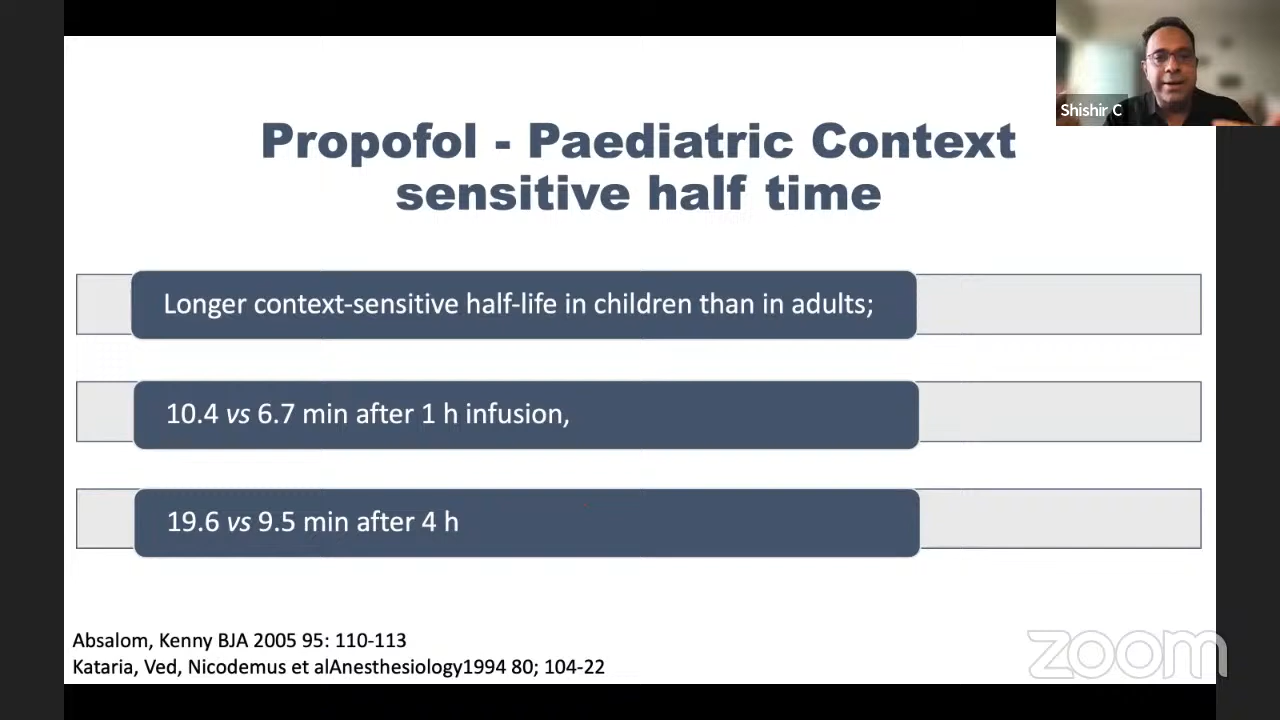 Shishir C
Propofol - Paediatric Context
sensitive half time
Longer context-sensitive half-life in children than in adults;
10.4 vs 6.7 min after 1 h infusion,
19.6 vs 9.5 min after 4 h
Absalom, Kenny BJA 2005 95: 110-113
Kataria, Ved, Nicodemus et alAnesthesiology1994 80; 104-22
zoom